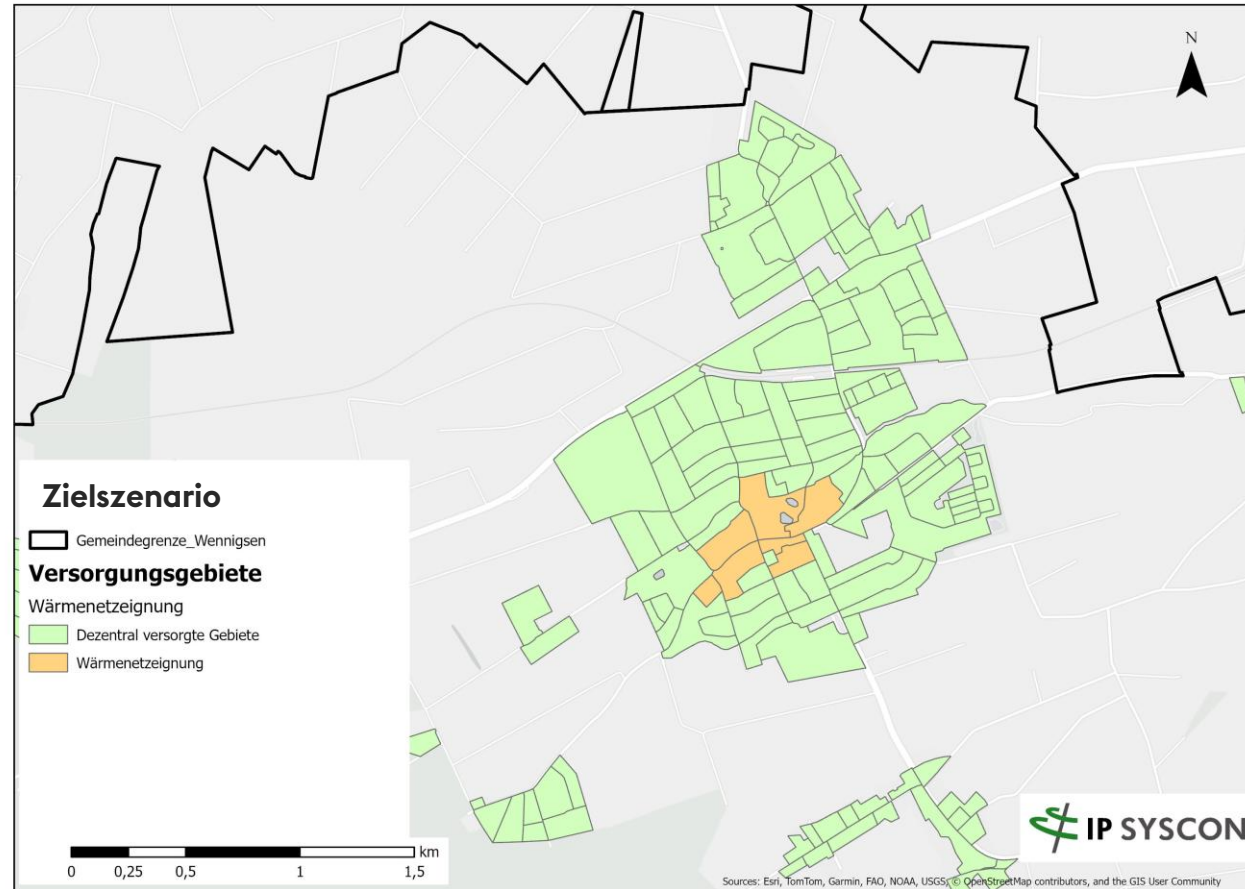 N
Zielszenario
Gemeindegrenze_Wennigsen
Versorgungsgebiete
Wärmenetzeignung
Dezentral versorgte Gebiete
Wärmenetzeignung
km
0 0,25 0,5 1 1,5
IP SYSCON
Sources: Esri, TomTom, Garmin, FAO, NOAA, USGS, © OpenStreetMap contributors, and the GIS User Community